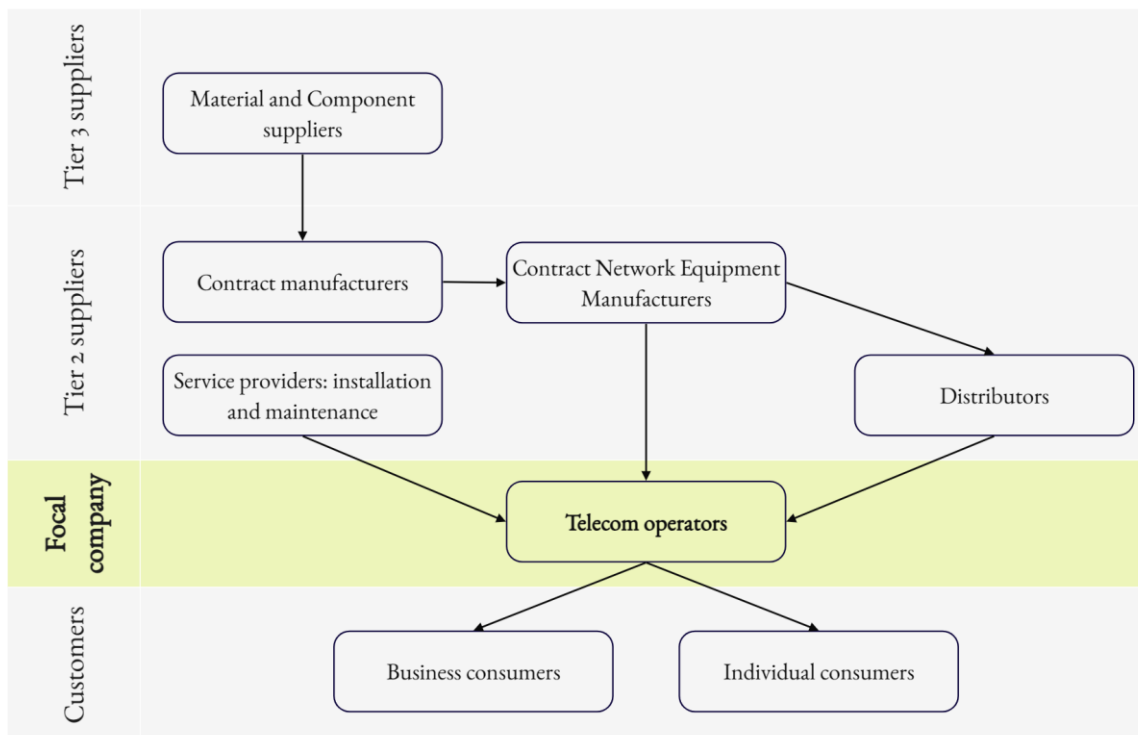 Tier 3 suppliers
Material and Component
suppliers
Tier 2 suppliers
Contract manufacturers
Contract Network Equipment
Manufacturers
Service providers: installation
and maintenance
Distributors
Focal
company
Telecom operators
Customers
Business consumers
Individual consumers